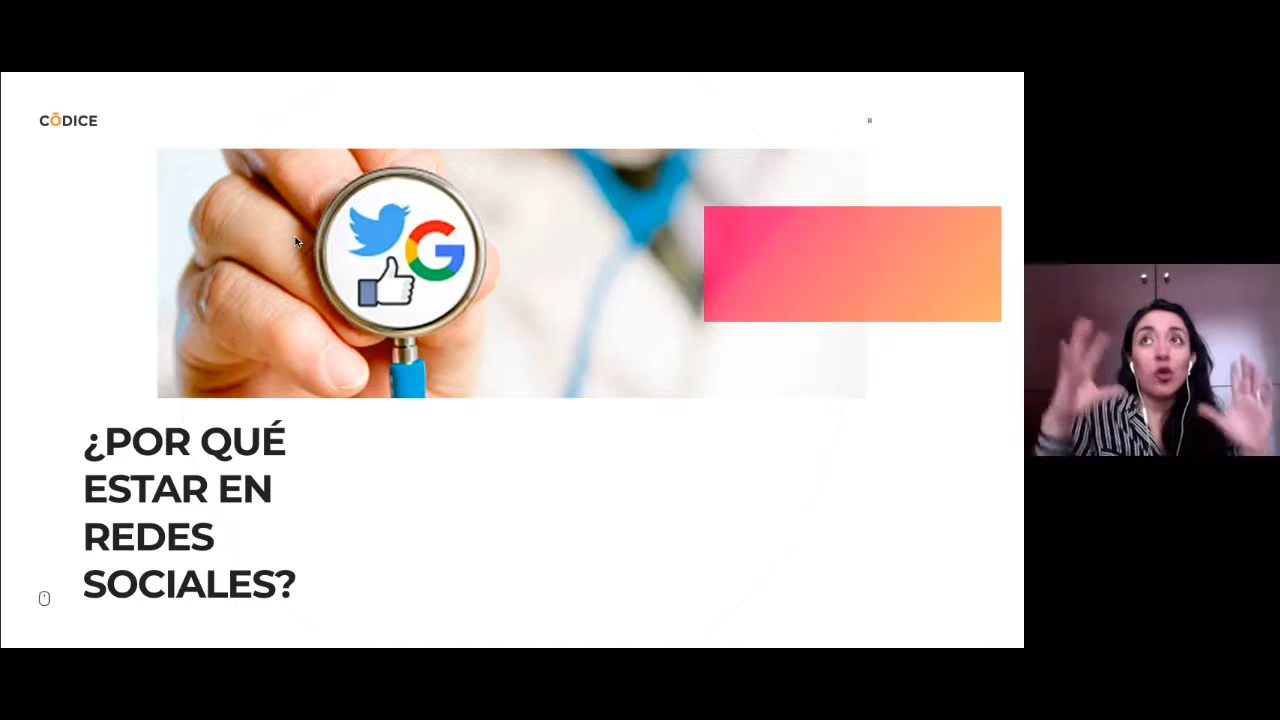 CŌDICE
8
¿POR QUÉ
ESTAR EN
REDES
SOCIALES?